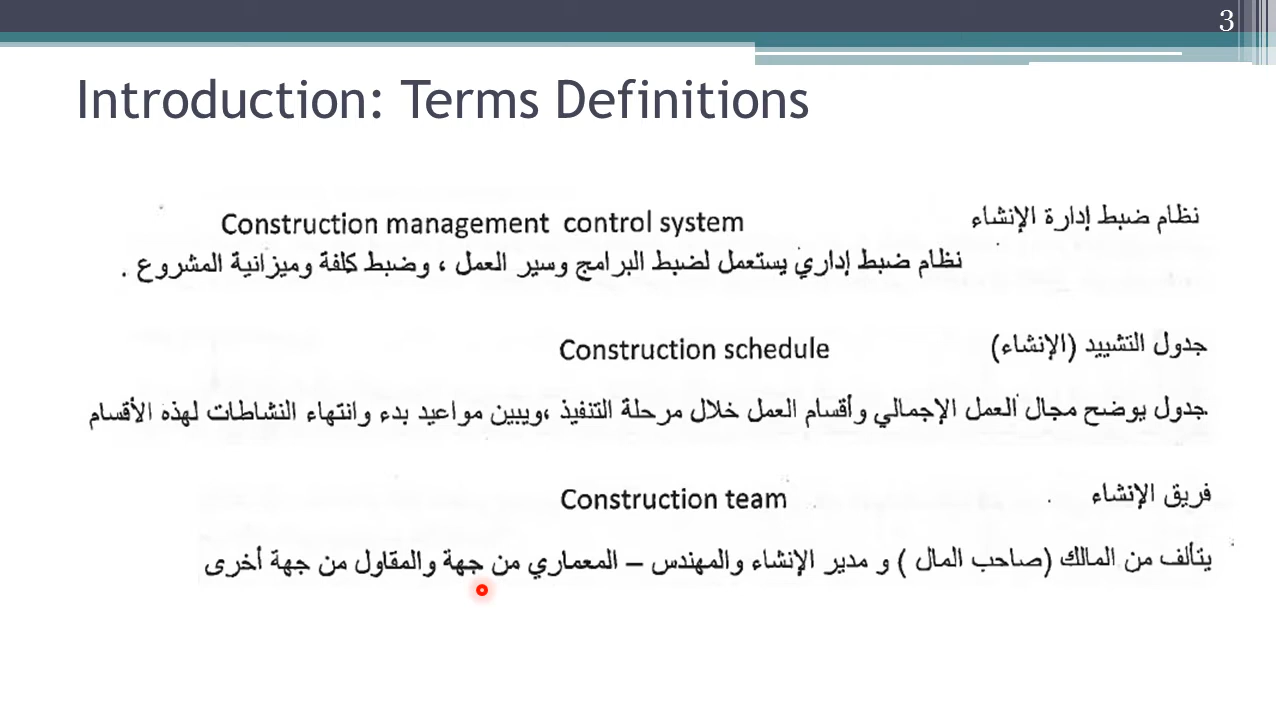 3
Introduction: Terms Definitions
نظام ضبط إدارة الإنشاء Construction management control system
نظام ضبط إداري يستعمل لضبط البرامج وسير العمل ، وضبط كلفة وميزانية المشروع .
جدول التشييد (الإنشاء) Construction schedule
جدول يوضح مجال العمل الإجمالي وأقسام العمل خلال مرحلة التنفيذ ،ويبين مواعيد بدء وانتهاء النشاطات لهذه الأقسام
فريق الإنشاء Construction team
يتألف من المالك (صاحب المال ) و مدير الإنشاء والمهندس – المعماري من جهة والمقاول من جهة أخرى